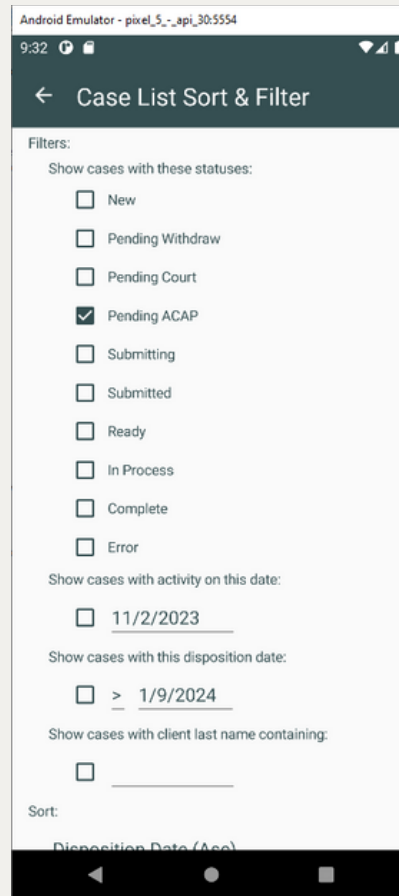 Android Emulator - pixel_5_-_api_30:5554
9:32
Case List Sort & Filter
Filters:
Show cases with these statuses:
New
Pending Withdraw
Pending Court
Pending ACAP
Submitting
Submitted
Ready
In Process
Complete
Error
Show cases with activity on this date:
11/2/2023
Show cases with this disposition date:
> 1/9/2024
Show cases with client last name containing:
Sort:
Disposition Date (Asc)